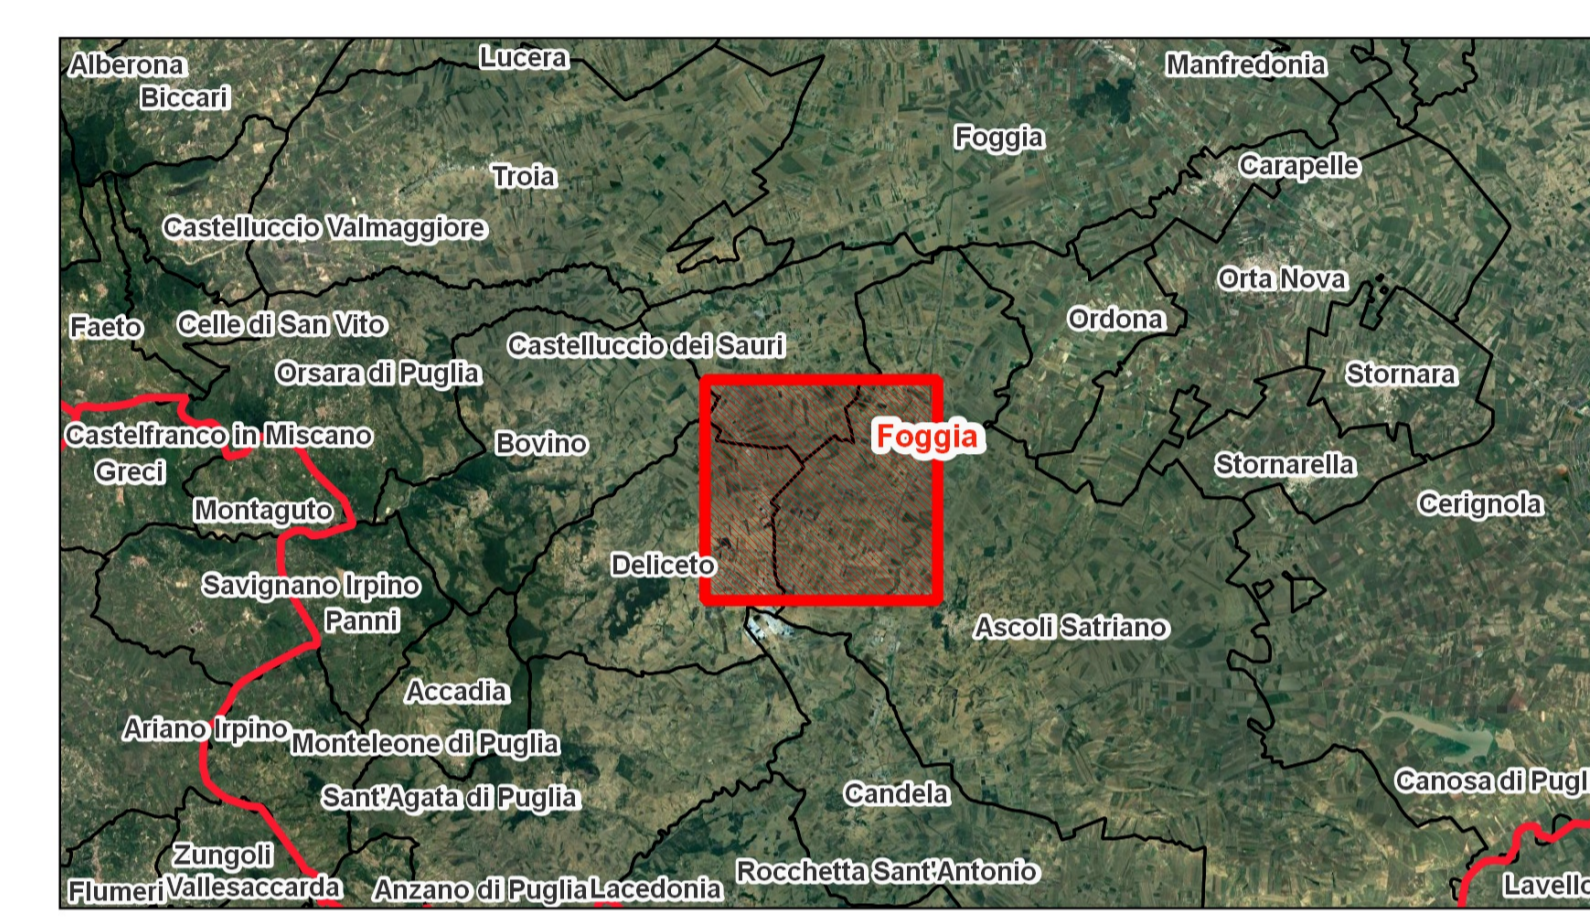 Lucera
Manfredonia
Alberona
Biccari
Foggia
Carapelle
Troia
Castelluccio Valmaggiore
Orta Nova
Ordona
Faeto
Celle di San Vito
Castelluccio dei Sauri
Orsara di Puglia
Stornara
Castelfranco in Miscano
Foggia
Bovino
Greci
Stornarella
Cerignola
Montaguto
Deliceto
Savignano Irpino
Panni
Ascoli Satriano
Accadia
Ariano Irpino
Monteleone di Puglia
Canosa di Pugl
Sant'Agata di Puglia
Candela
Zungoli
Rocchetta Sant'Antonio
Flumeri
Vallesaccarda
Anzano di Puglia
Lacedonia
Lavello